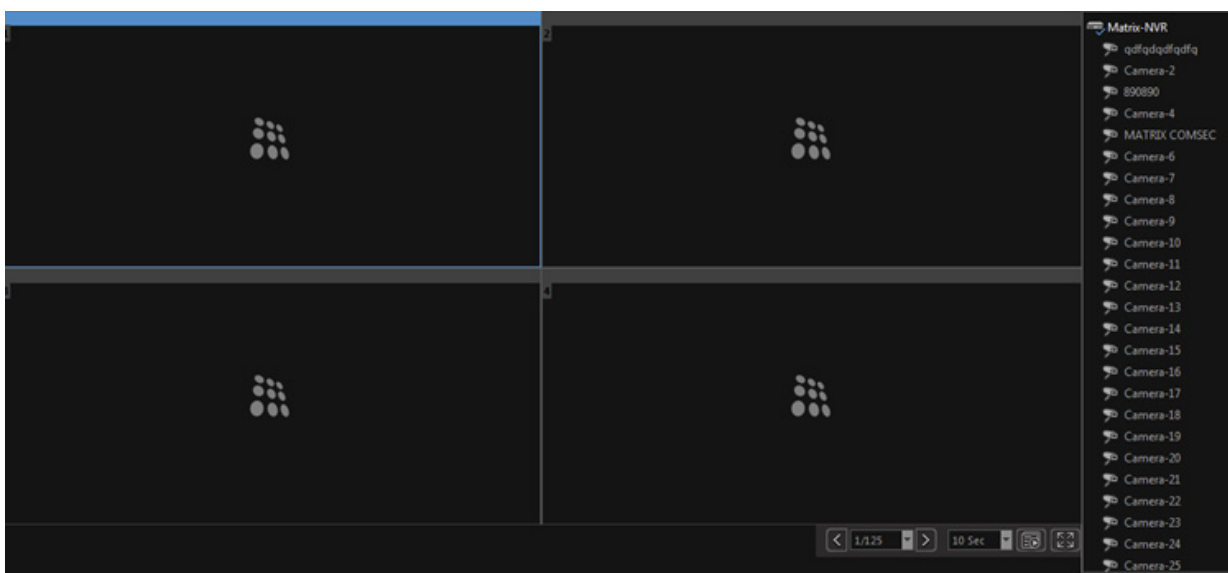 1
2
3
4
1/125
10 Sec
Matrix-NVR
qdfqdqdfqdfq
Camera-2
890890
Camera-4
MATRIX COMSEC
Camera-6
Camera-7
Camera-8
Camera-9
Camera-10
Camera-11
Camera-12
Camera-13
Camera-14
Camera-15
Camera-16
Camera-17
Camera-18
Camera-19
Camera-20
Camera-21
Camera-22
Camera-23
Camera-24
Camera-25